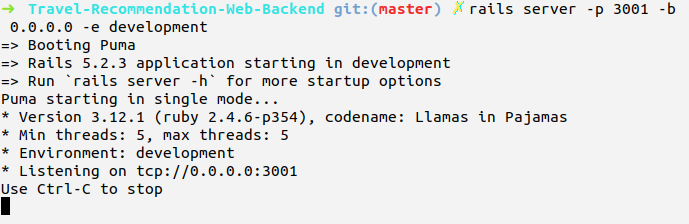 ➜  Travel-Recommendation-Web-Backend git:(master) ✗ rails server -p 3001 -b
 0.0.0.0 -e development
=> Booting Puma
=> Rails 5.2.3 application starting in development
=> Run `rails server -h` for more startup options
Puma starting in single mode...
* Version 3.12.1 (ruby 2.4.6-p354), codename: Llamas in Pajamas
* Min threads: 5, max threads: 5
* Environment: development
* Listening on tcp://0.0.0.0:3001
Use Ctrl-C to stop